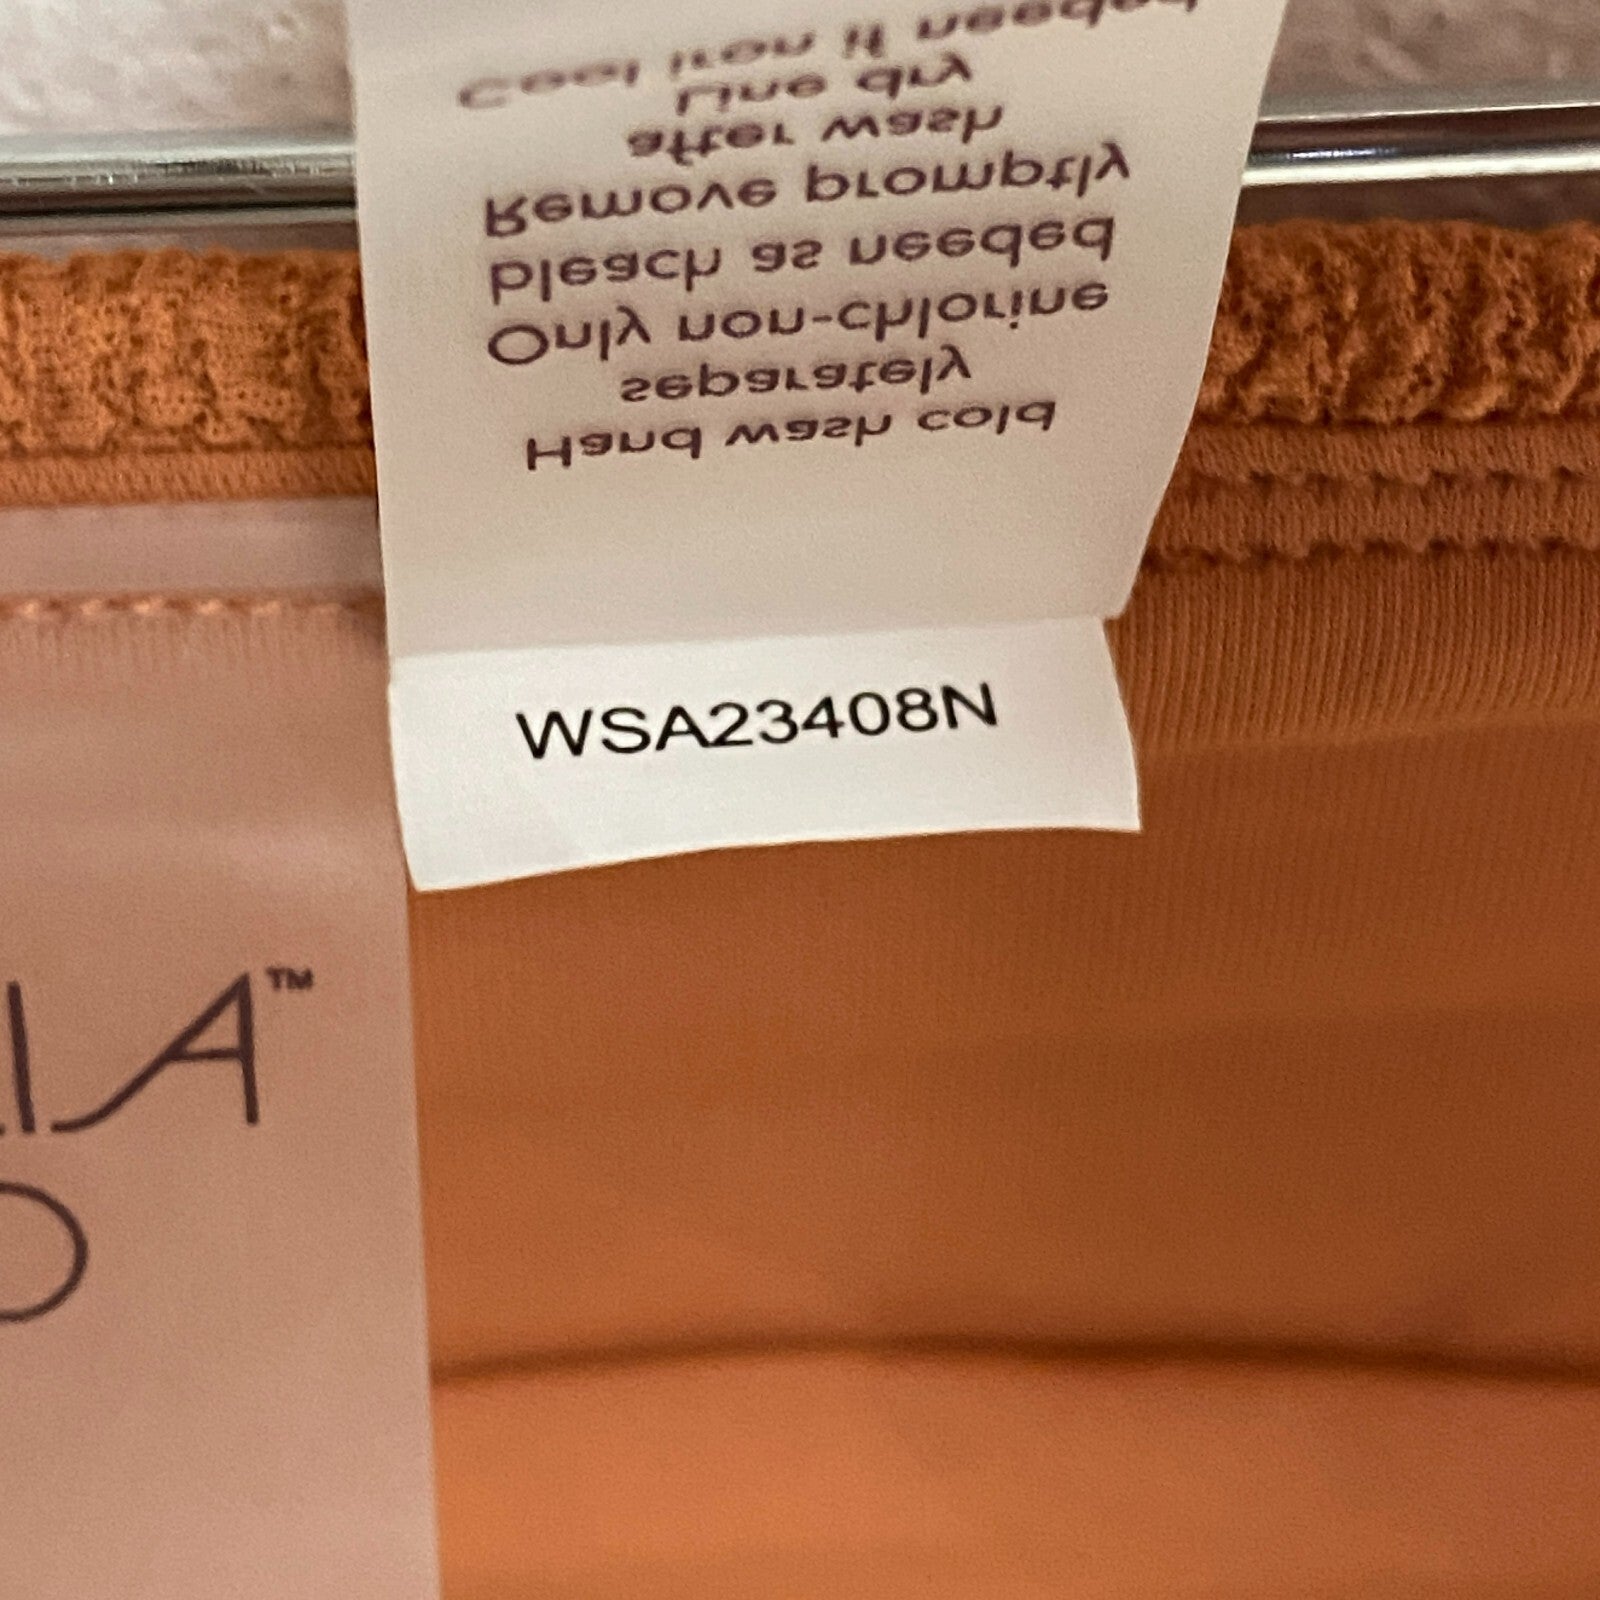 Hand wash cold
separately
Only non-chlorine
bleach as needed
Remove promptly
after wash
Line dry
Cool iron if needed
WSA23408N